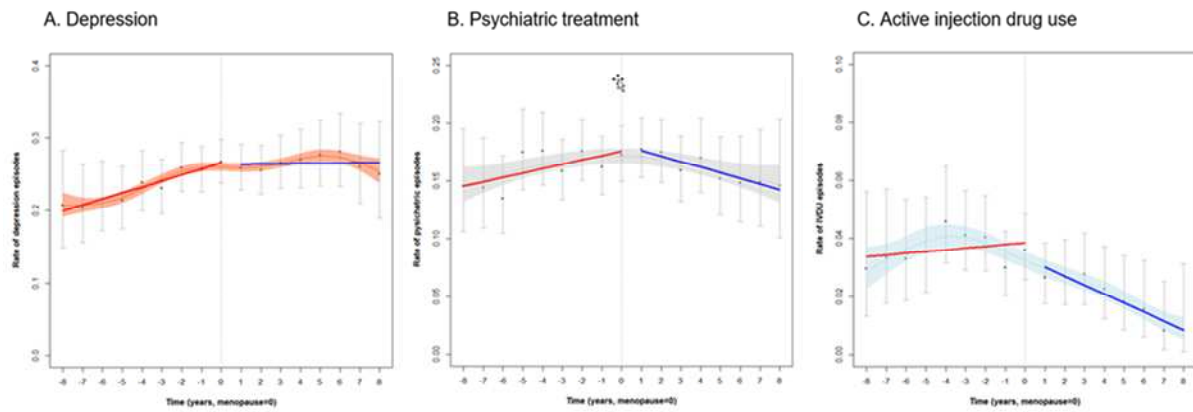 A. Depression
Rate of depression episodes
0.4
0.3
0.2
0.1
0.0
-8 -7 -6 -5 -4 -3 -2 -1 0 1 2 3 4 5 6 7 8
Time (years, menopause=0)
B. Psychiatric treatment
Rate of pysichatric episodes
0.25
0.20
0.15
0.10
0.05
0.00
-8 -7 -6 -5 -4 -3 -2 -1 0 1 2 3 4 5 6 7 8
Time (years, menopause=0)
C. Active injection drug use
Rate of IVDU episodes
0.10
0.08
0.06
0.04
0.02
0.00
-8 -7 -6 -5 -4 -3 -2 -1 0 1 2 3 4 5 6 7 8
Time (years, menopause=0)